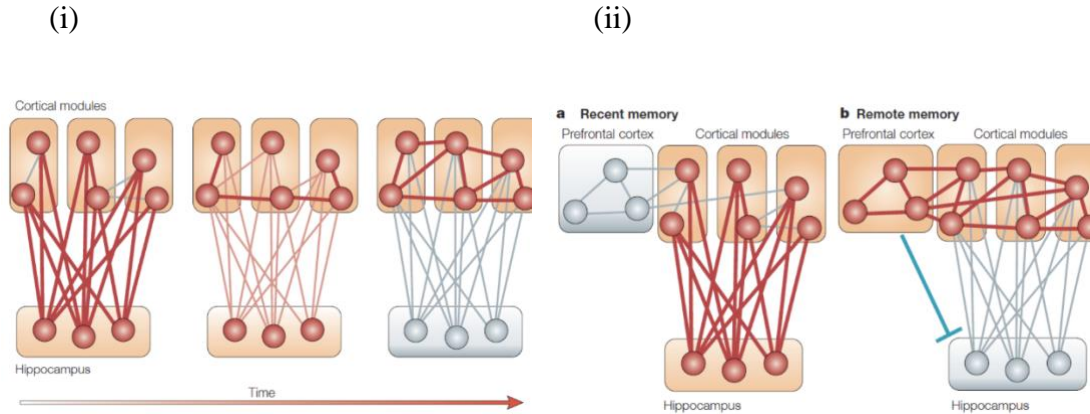 (i)
Cortical modules
Hippocampus
Time
(ii)
a Recent memory
Prefrontal cortex Cortical modules
Hippocampus
b Remote memory
Prefrontal cortex Cortical modules
Hippocampus